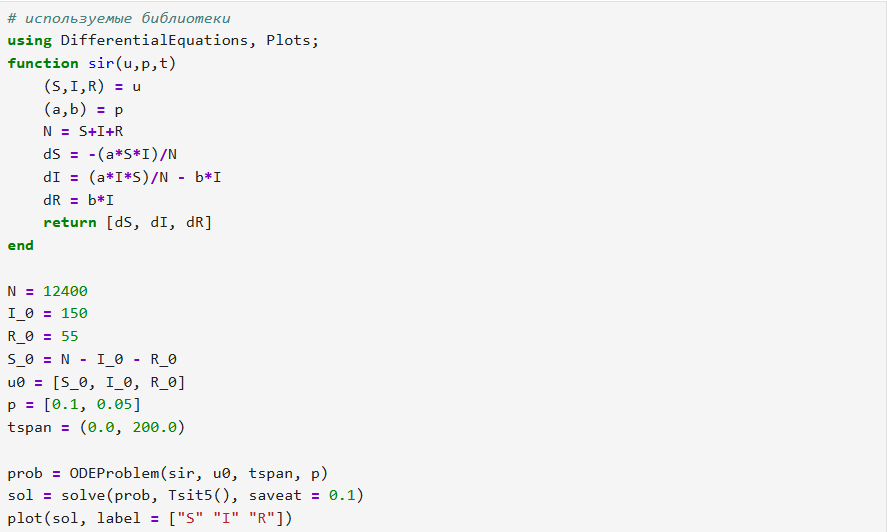 # используемые библиотеки
using DifferentialEquations, Plots;
function sir(u,p,t)
    (S,I,R) = u
    (a,b) = p
    N = S+I+R
    dS = -(a*S*I)/N
    dI = (a*I*S)/N - b*I
    dR = b*I
    return [dS, dI, dR]
end

N = 12400
I_0 = 150
R_0 = 55
S_0 = N - I_0 - R_0
u0 = [S_0, I_0, R_0]
p = [0.1, 0.05]
tspan = (0.0, 200.0)

prob = ODEProblem(sir, u0, tspan, p)
sol = solve(prob, Tsit5(), saveat = 0.1)
plot(sol, label = ["S" "I" "R"])